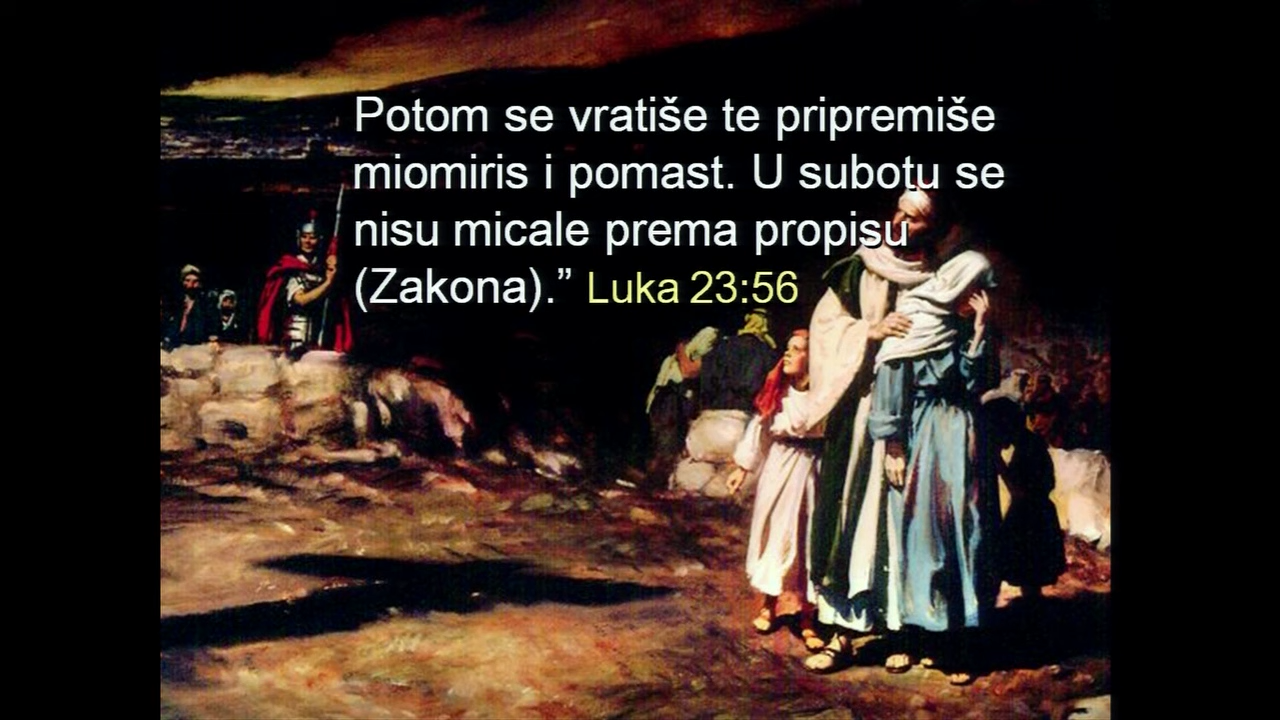 Potom se vratiše te pripremiše
miomiris i pomast. U subotu se
nisu micale prema propisu
(Zakona).” Luka 23:56